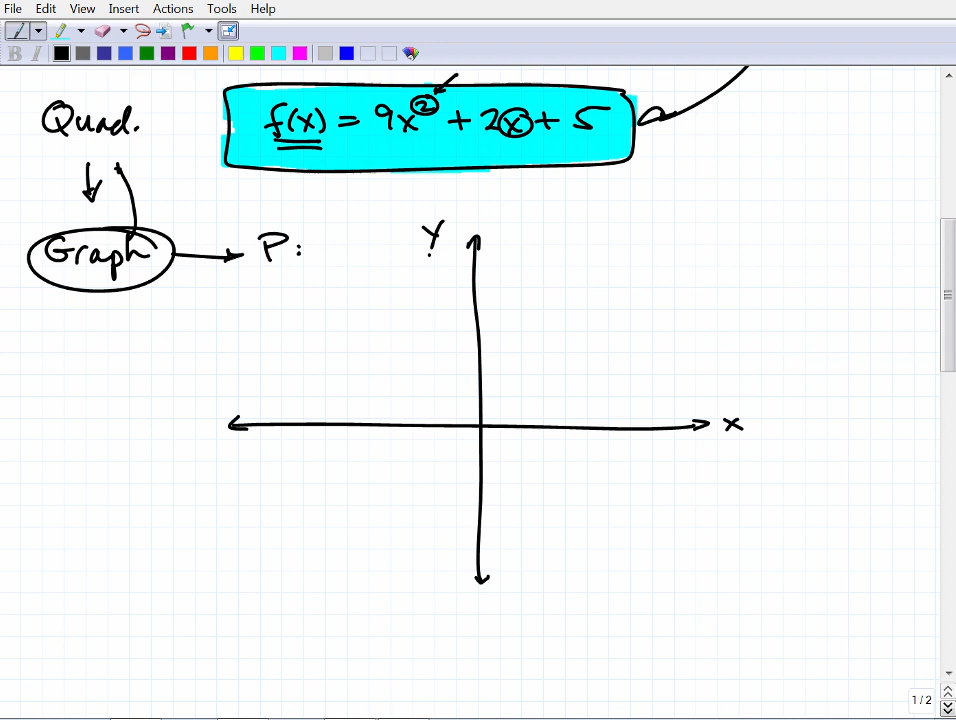 File Edit View Insert Actions Tools Help
B I
Quad.
f(x) = 9x² + 2x + 5
Graph
P:
Y
x
1 / 2